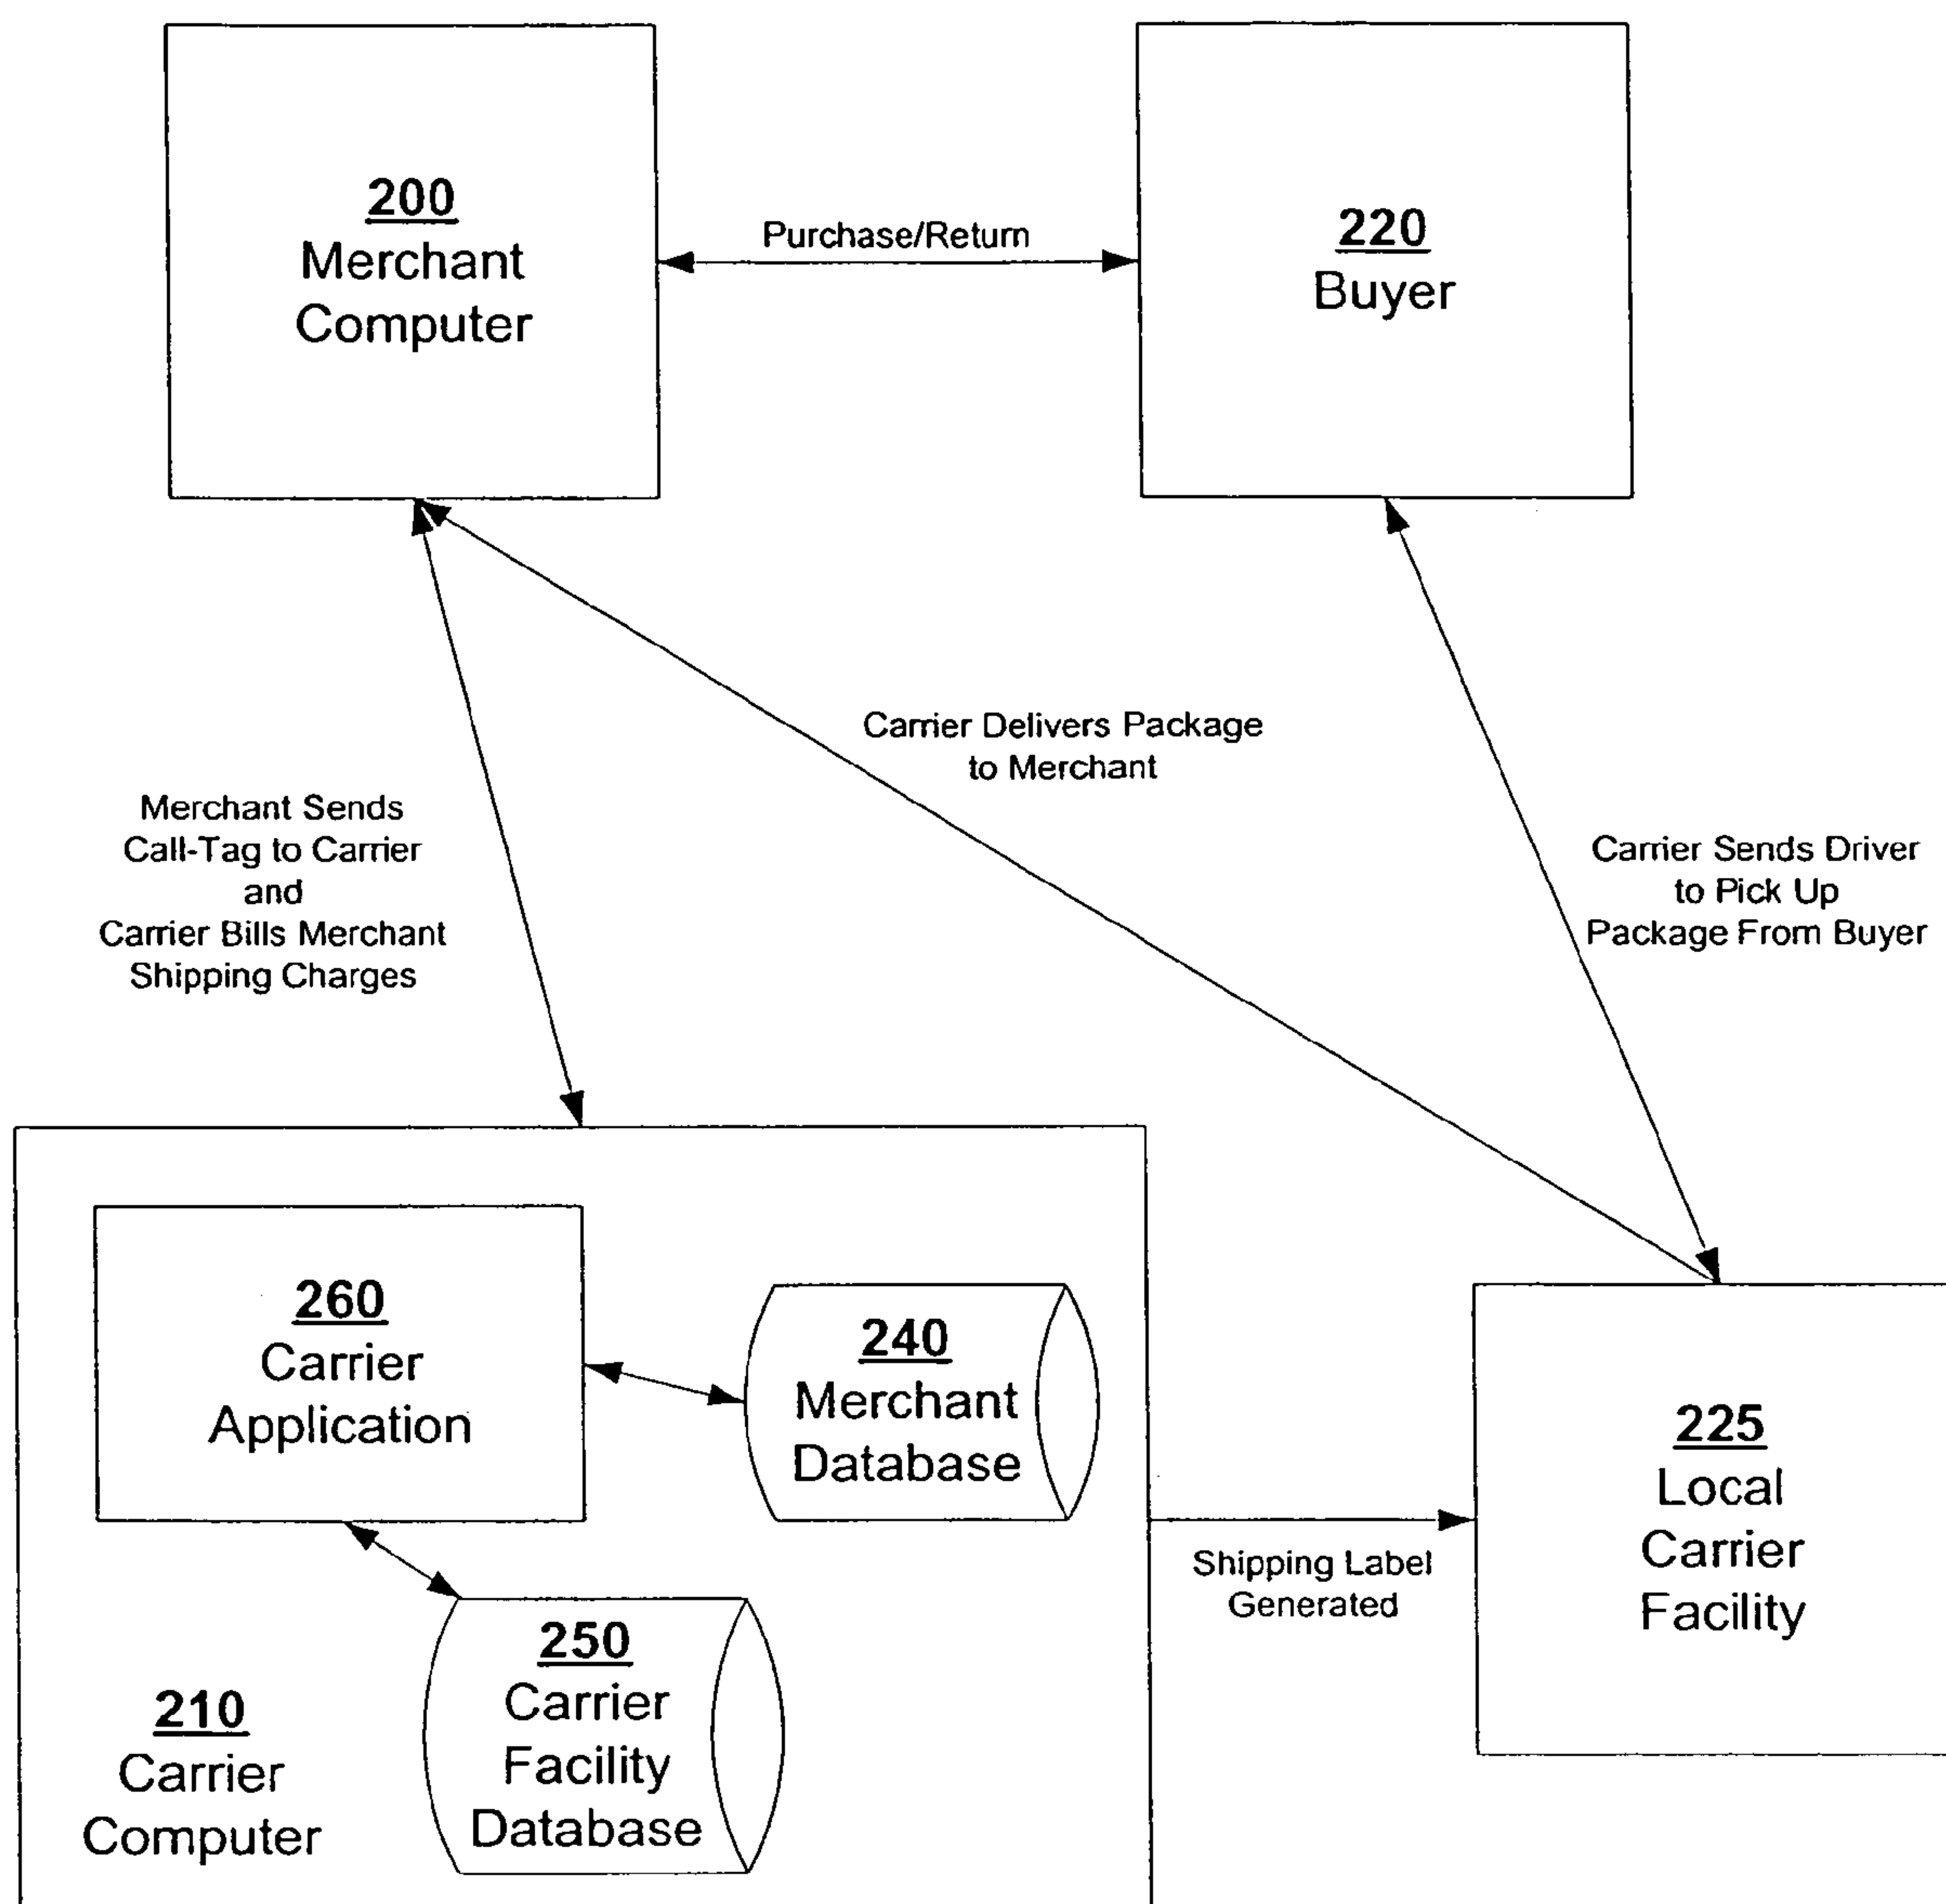 200
Merchant
Computer
Purchase/Return
220
Buyer
Carrier Delivers Package
to Merchant
Merchant Sends
Call-Tag to Carrier
and
Carrier Bills Merchant
Shipping Charges
Carrier Sends Driver
to Pick Up
Package From Buyer
260
Carrier
Application
240
Merchant
Database
225
Local
Carrier
Facility
Shipping Label
Generated
250
Carrier
Facility
Database
210
Carrier
Computer